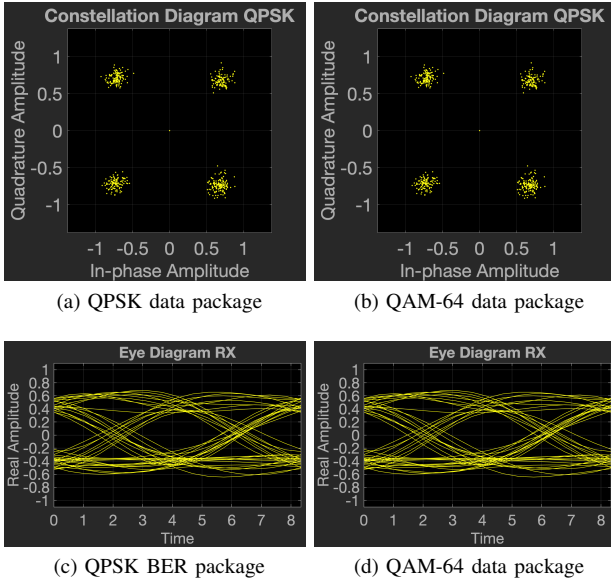 Constellation Diagram QPSK
Quadrature Amplitude
1
0.5
0
-0.5
-1
-1 -0.5 0 0.5 1
In-phase Amplitude
(a) QPSK data package
Constellation Diagram QPSK
Quadrature Amplitude
1
0.5
0
-0.5
-1
-1 -0.5 0 0.5 1
In-phase Amplitude
(b) QAM-64 data package
Eye Diagram RX
Real Amplitude
1
0.8
0.6
0.4
0.2
0
-0.2
-0.4
-0.6
-0.8
-1
0 1 2 3 4 5 6 7 8
Time
(c) QPSK BER package
Eye Diagram RX
Real Amplitude
1
0.8
0.6
0.4
0.2
0
-0.2
-0.4
-0.6
-0.8
-1
0 1 2 3 4 5 6 7 8
Time
(d) QAM-64 data package